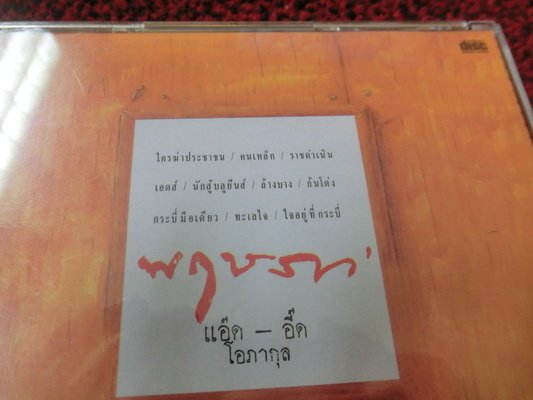 disc
ใครฆ่าประชาชน / คนเหล็ก / ราชดำเนิน
เอดส์ / นักสู้บลูยีนส์ / ล้างบาง / ก้นโด่ง
กระบี่มือเดียว / ทะเลใจ / ใจอยู่ที่กระบี่
พฤษภา
แอ๊ด – อี๊ด
โอภากุล